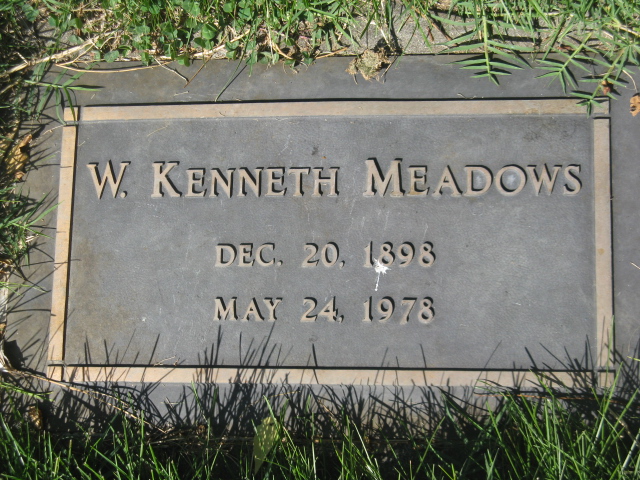 W. KENNETH MEADOWS
DEC. 20, 1898
MAY 24, 1978